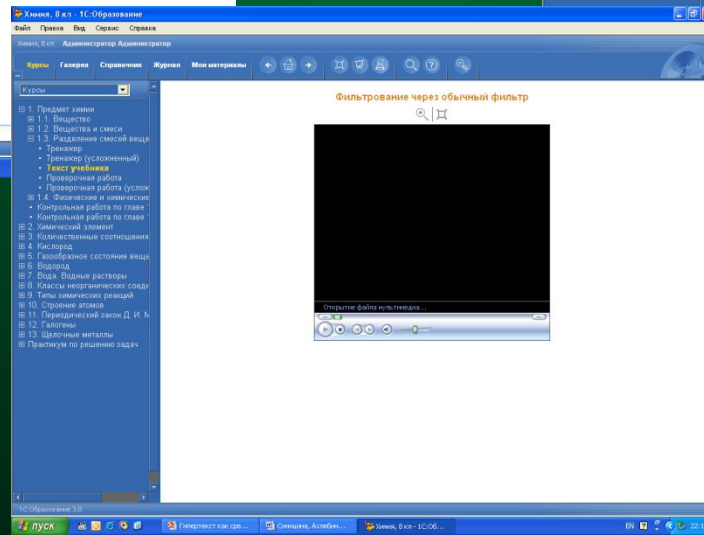 Химия, 8 кл - 1С:Образование
Файл Правка Вид Сервис Справка
Химия, 8 кл Администратор Администратор
Курсы Галерея Справочник Журнал Мои материалы
Курсы
1. Предмет химии
1.1. Вещество
1.2. Вещества и смеси
1.3. Разделение смесей веще
Тренажер
Тренажер (усложненный)
Текст учебника
Проверочная работа
Проверочная работа (услож
1.4. Физические и химические
Контрольная работа по главе
Контрольная работа по главе
2. Химический элемент
3. Количественные соотношения
4. Кислород
5. Газообразное состояние веще
6. Водород
7. Вода. Водные растворы
8. Классы неорганических соеди
9. Типы химических реакций
10. Строение атомов
11. Периодический закон Д. И. М
12. Галогены
13. Щелочные металлы
Практикум по решению задач
Фильтрование через обычный фильтр
Открытие файла мультимедиа...
1С:Образование 3.0
пуск Гипертекст как сре... Синицина, Ахлебин... Химия, 8 кл - 1С:Об... EN